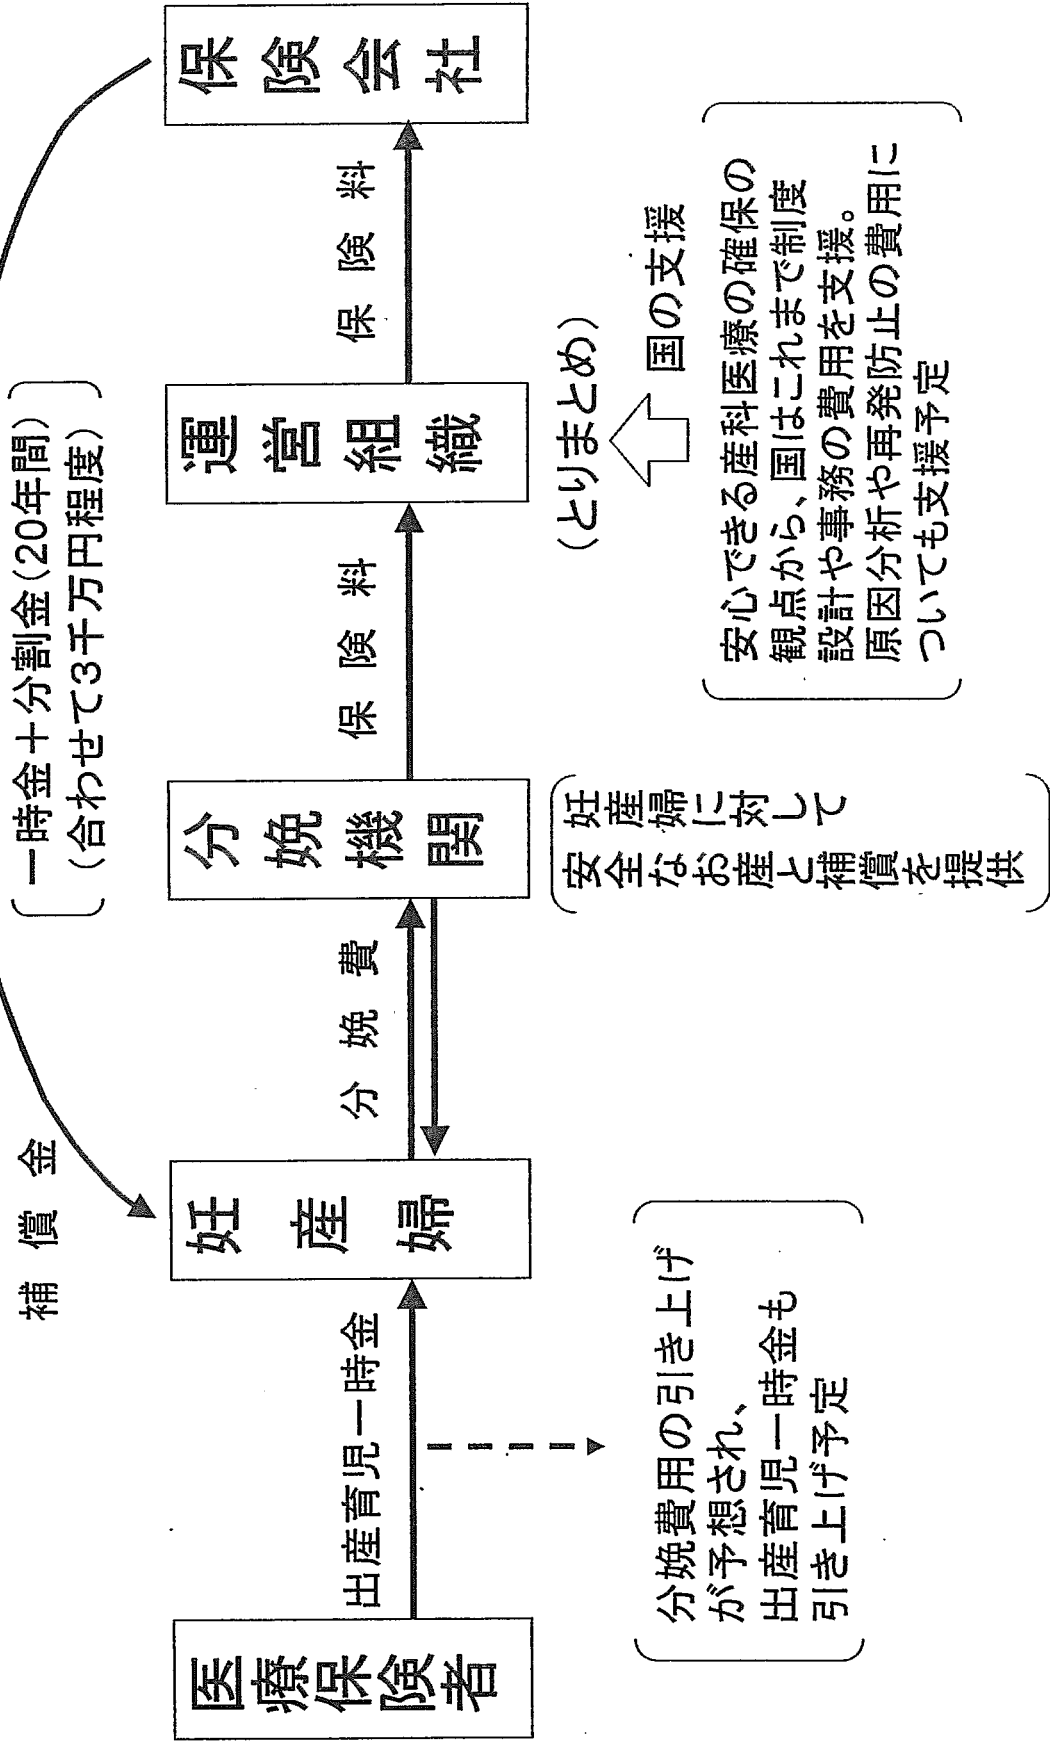 補償金
一時金＋分割金(20年間)
(合わせて3千万円程度)
医療保険者
出産育児一時金
妊産婦
分娩費
分娩機関
保険料
運営組織
保険料
保険会社
分娩費用の引き上げ
が予想され、
出産育児一時金も
引き上げ予定
妊産婦に対して
安全なお産と補償を提供
(とりまとめ)
国の支援
安心できる産科医療の確保の
観点から、国はこれまで制度
設計や事務の費用を支援。
原因分析や再発防止の費用に
ついても支援予定